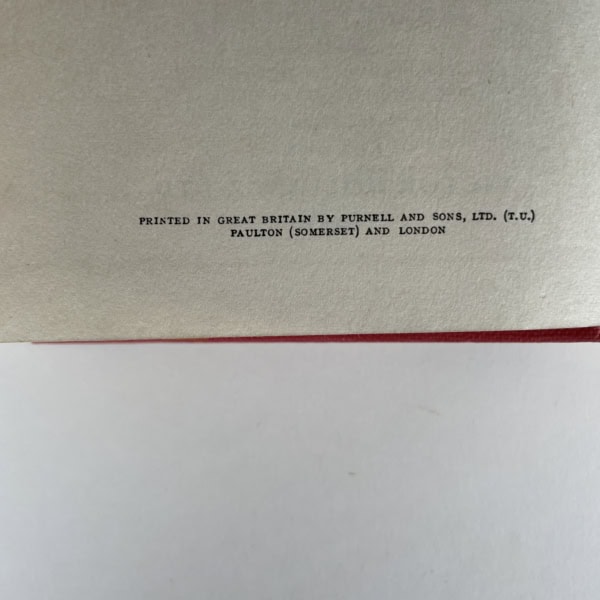 PRINTED IN GREAT BRITAIN BY PURNELL AND SONS, LTD. (T.U.)
PAULTON (SOMERSET) AND LONDON